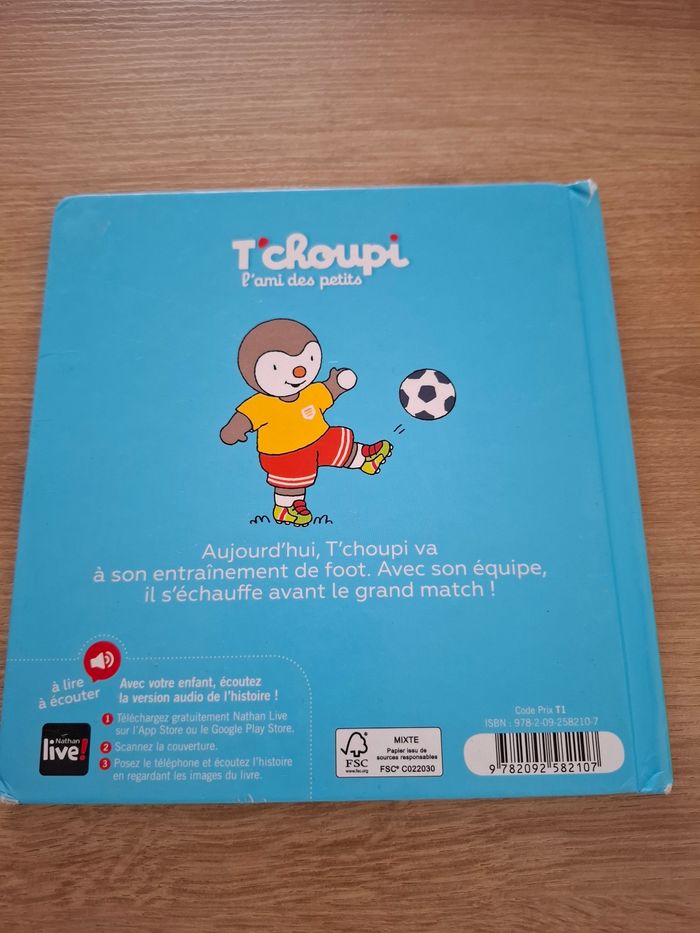 T'choupi
l'ami des petits
Aujourd'hui, T'choupi va
à son entraînement de foot. Avec son équipe,
il s'échauffe avant le grand match !
à lire
à écouter
Avec votre enfant, écoutez
la version audio de l'histoire !
1 Téléchargez gratuitement Nathan Live
sur l'App Store ou le Google Play Store.
2 Scannez la couverture.
3 Posez le téléphone et écoutez l'histoire
en regardant les images du livre.
Nathan
live!
FSC
www.fsc.org
MIXTE
Papier issu de
sources responsables
FSC® C022030
Code Prix T1
ISBN : 978-2-09-258210-7
9 782092 582107